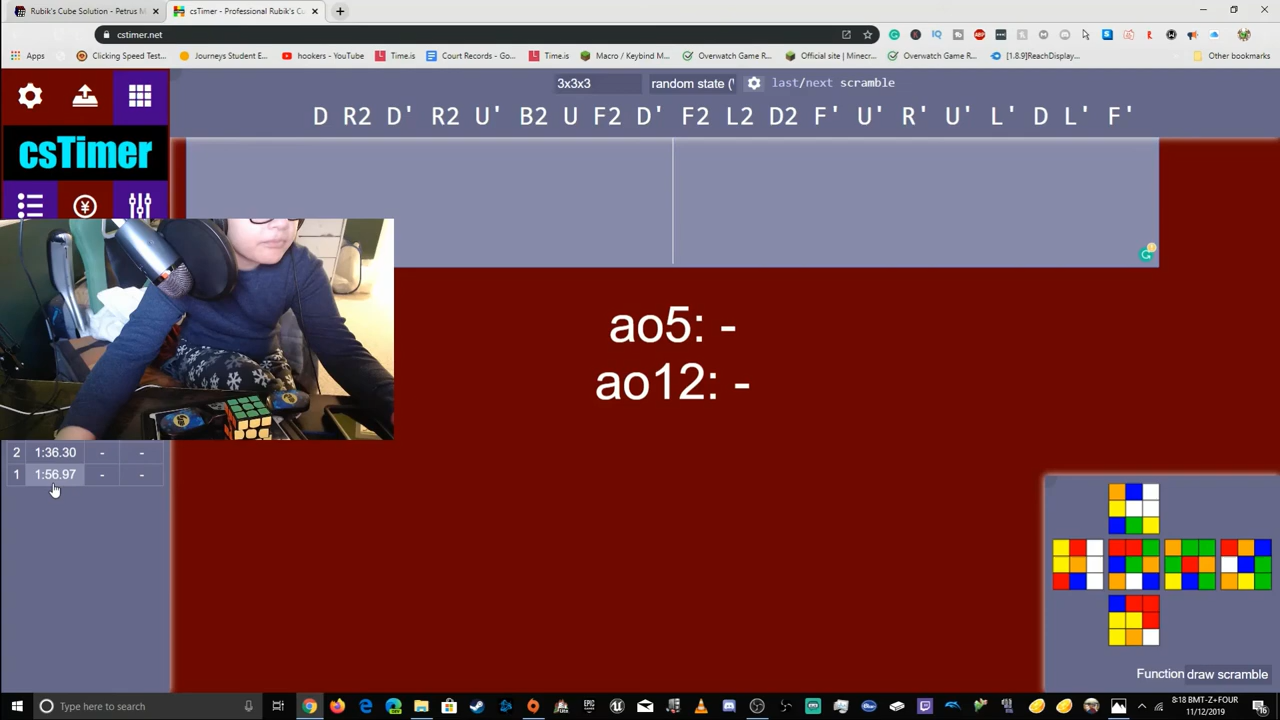 Rubik's Cube Solution - Petrus M
csTimer - Professional Rubik's Cu
cstimer.net
Apps
Journeys Student E...
hookers - YouTube
Time.is
Court Records - Go...
Time.is
Macro / Keybind M...
Overwatch Game R...
Official site | Minecr...
Overwatch Game R...
[1.8.9]ReachDisplay...
Other bookmarks
3x3x3 random state (' last/next scramble
D R2 D' R2 U' B2 U F2 D' F2 L2 D2 F' U' R' U' L' D L' F'
csTimer
ao5: -
ao12: -
2 1:36.30 - -
1 1:56.97 - -
Function draw scramble
Type here to search
8:18 BMT-Z+FOUR
11/12/2019